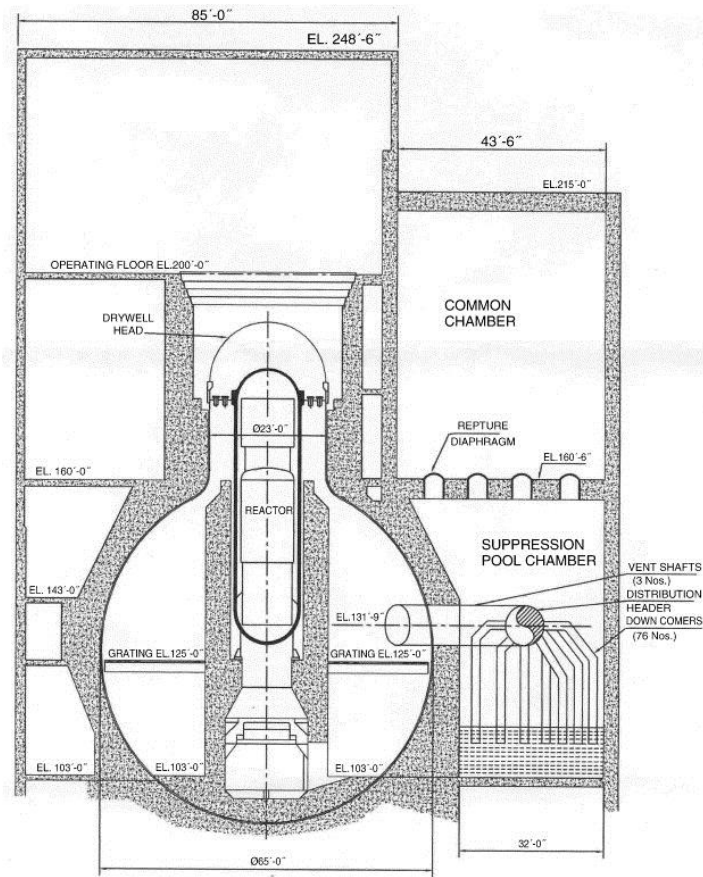 85'-0"
EL. 248'-6"
43'-6"
EL.215'-0"
OPERATING FLOOR EL.200'-0"
DRYWELL
HEAD
COMMON
CHAMBER
Ø23'-0"
REPTURE
DIAPHRAGM
EL.160'-6"
EL. 160'-0"
REACTOR
SUPPRESSION
POOL CHAMBER
VENT SHAFTS
(3 Nos.)
DISTRIBUTION
HEADER
DOWN COMERS
(76 Nos.)
EL. 143'-0"
EL.131'-9"
GRATING EL.125'-0"
GRATING EL.125'-0"
EL. 103'-0"
EL.103'-0"
EL.103'-0"
32'-0"
Ø65'-0"